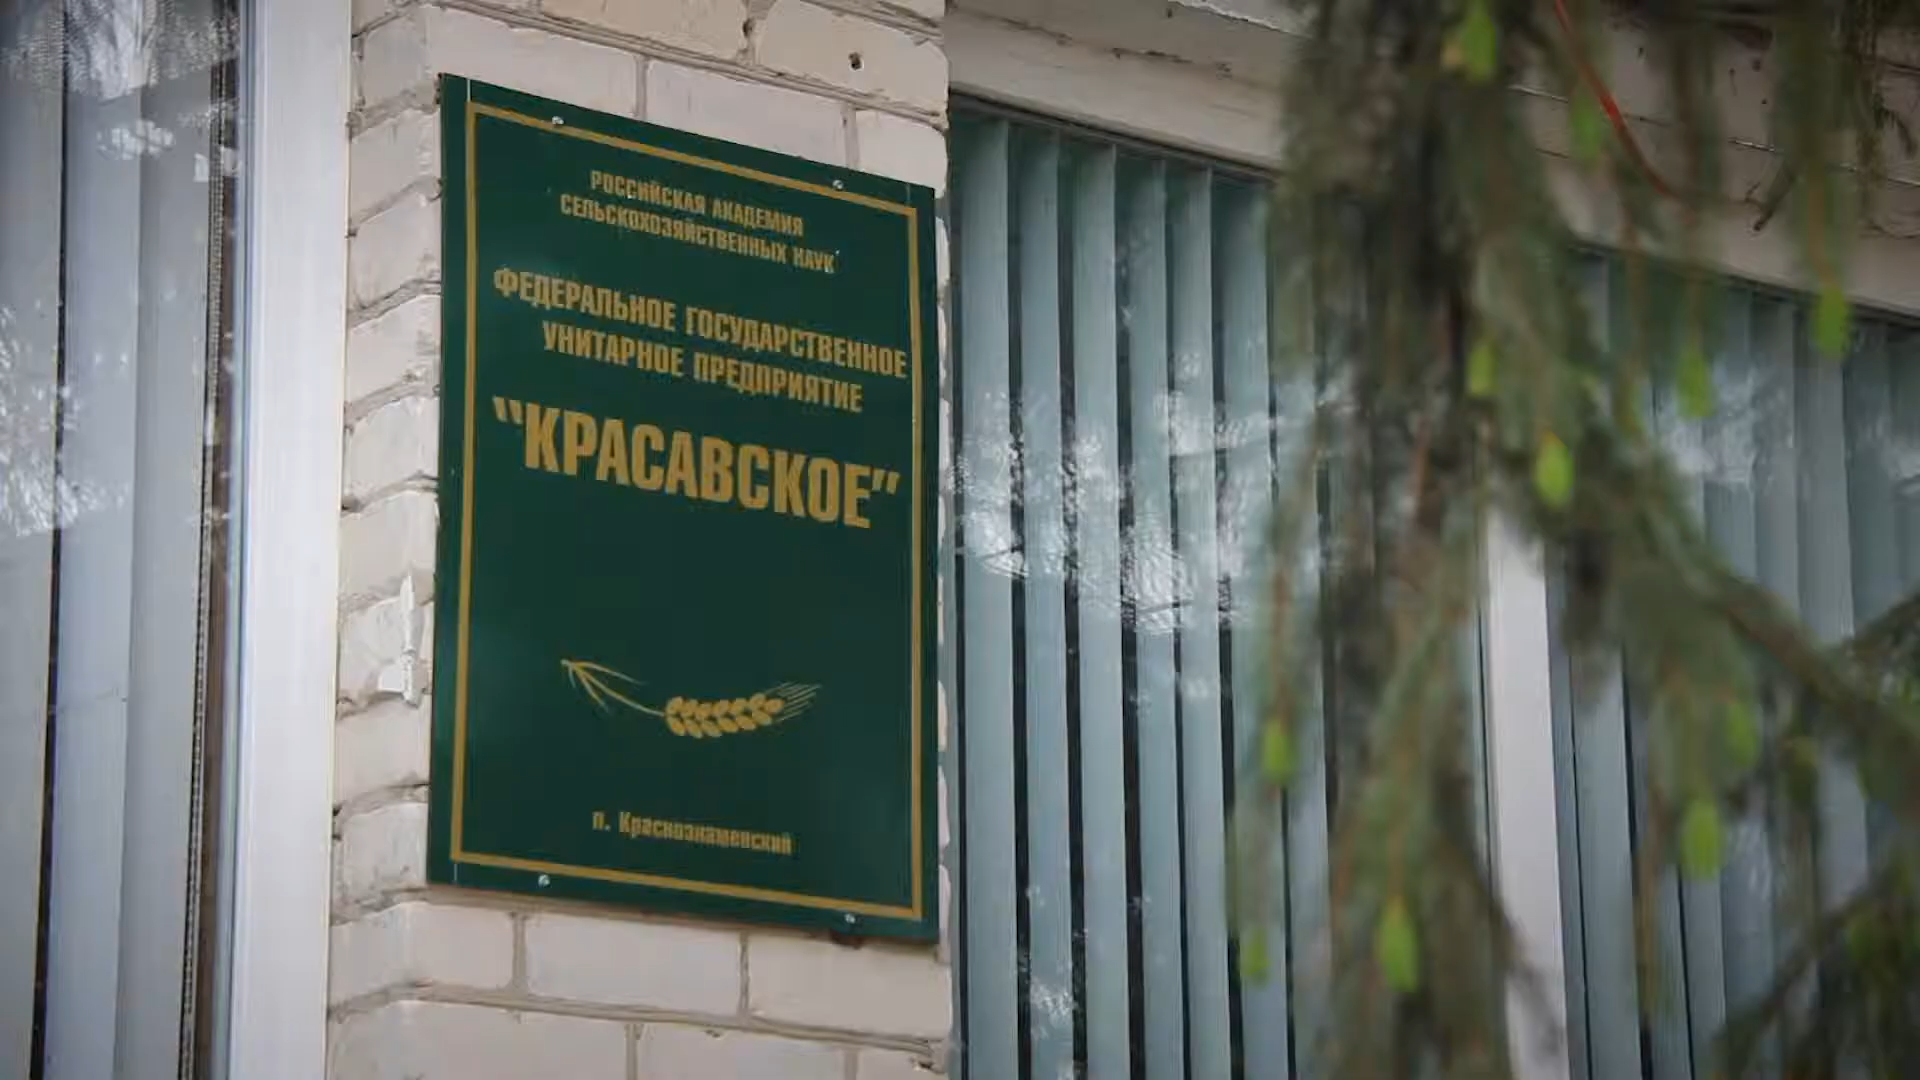 РОССИЙСКАЯ АКАДЕМИЯ
СЕЛЬСКОХОЗЯЙСТВЕННЫХ НАУК
ФЕДЕРАЛЬНОЕ ГОСУДАРСТВЕННОЕ
УНИТАРНОЕ ПРЕДПРИЯТИЕ
"КРАСАВСКОЕ"
п. Краснознаменский